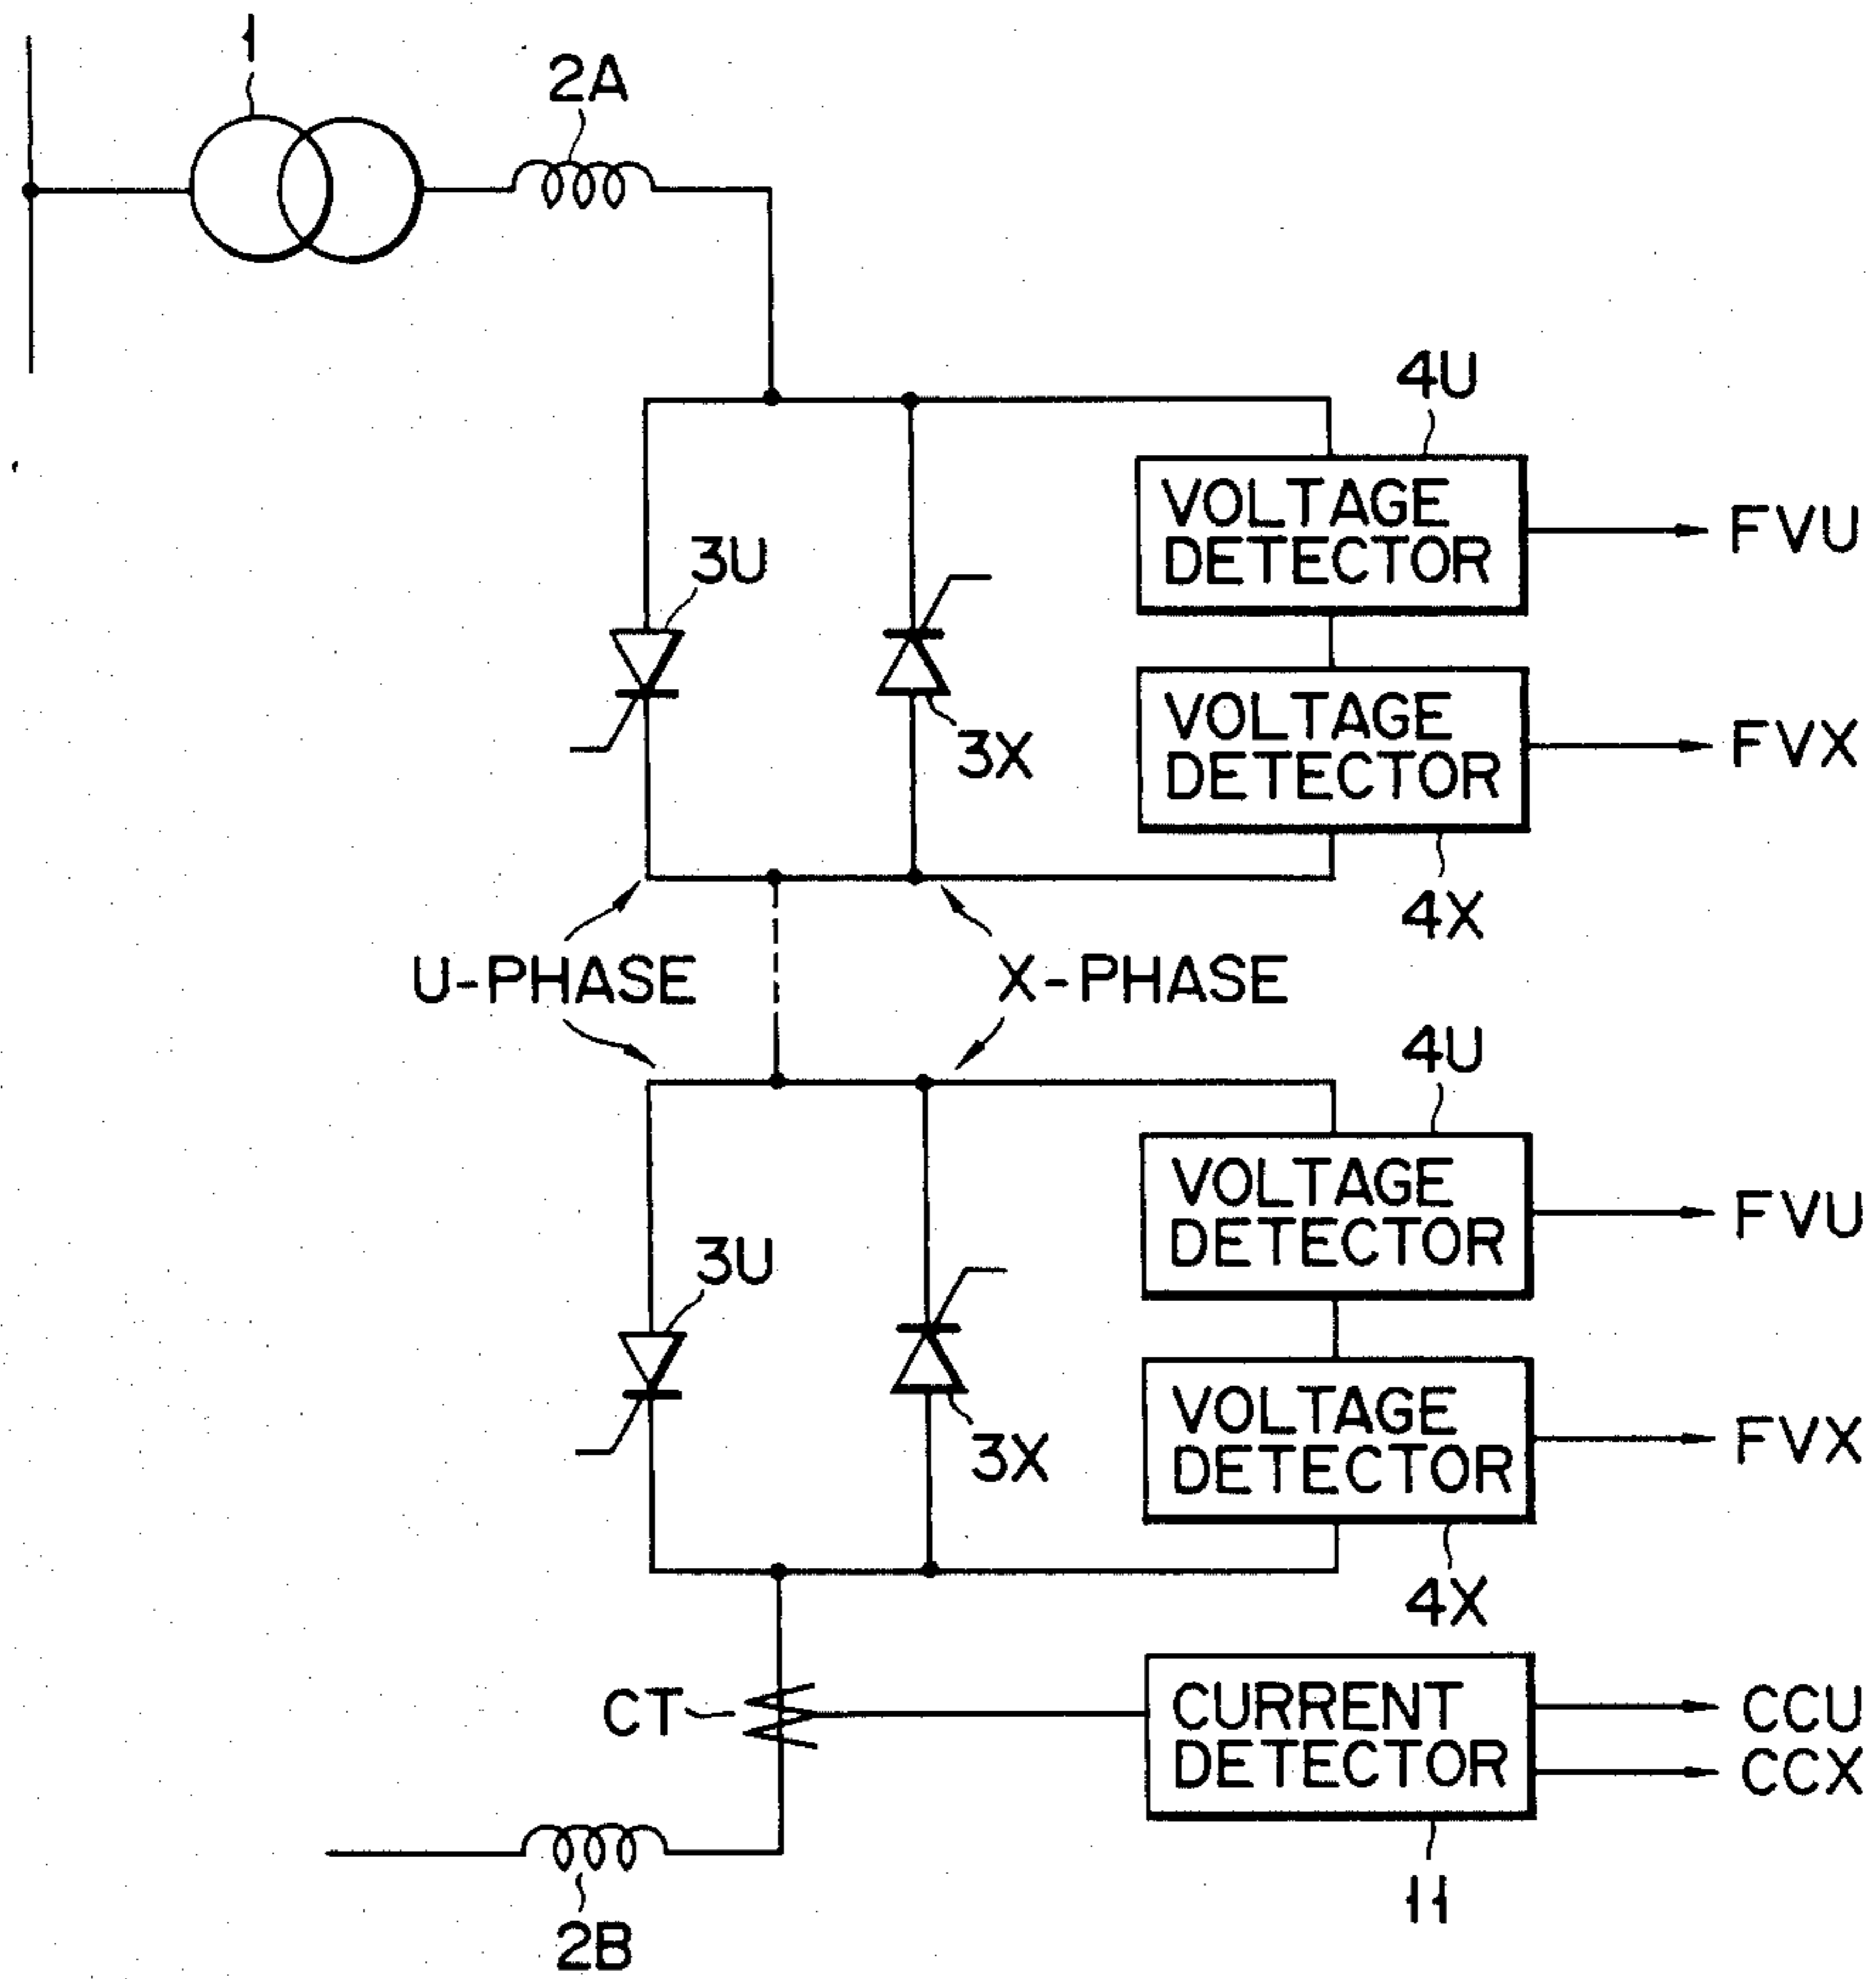 1
2A
4U
VOLTAGE
DETECTOR
FVU
3U
VOLTAGE
DETECTOR
FVX
3X
4X
U-PHASE
X-PHASE
4U
VOLTAGE
DETECTOR
FVU
3U
VOLTAGE
DETECTOR
FVX
3X
4X
CT
CURRENT
DETECTOR
CCU
CCX
11
2B